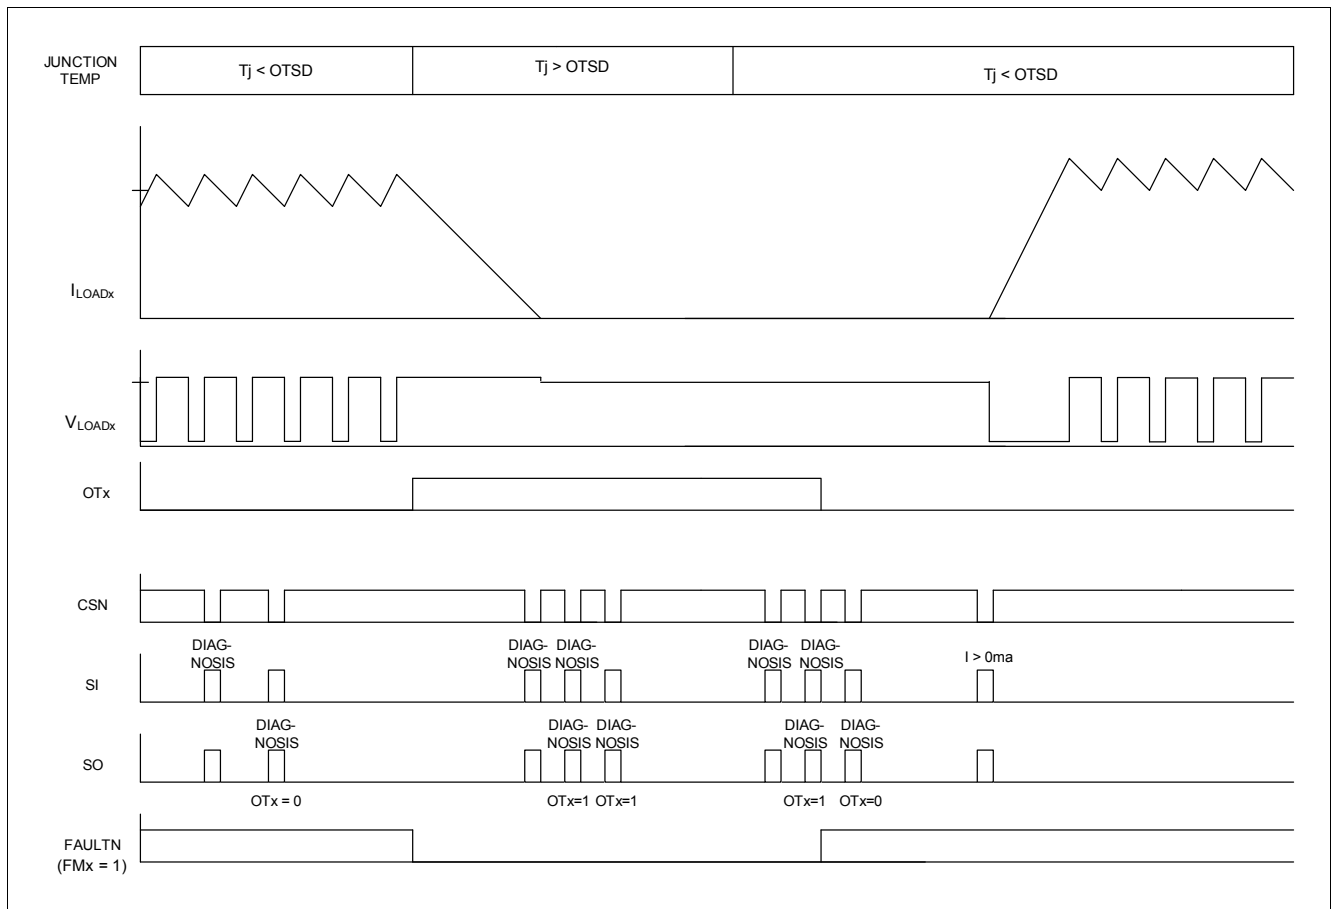 JUNCTION
TEMP
Tj < OTSD
Tj > OTSD
Tj < OTSD
ILOADx
VLOADx
OTx
CSN
DIAG-
NOSIS
DIAG-
NOSIS
DIAG-
NOSIS
DIAG-
NOSIS
DIAG-
NOSIS
I > 0ma
SI
DIAG-
NOSIS
DIAG-
NOSIS
DIAG-
NOSIS
DIAG-
NOSIS
DIAG-
NOSIS
SO
OTx = 0
OTx=1
OTx=1
OTx=1
OTx=0
FAULTN
(FMx = 1)